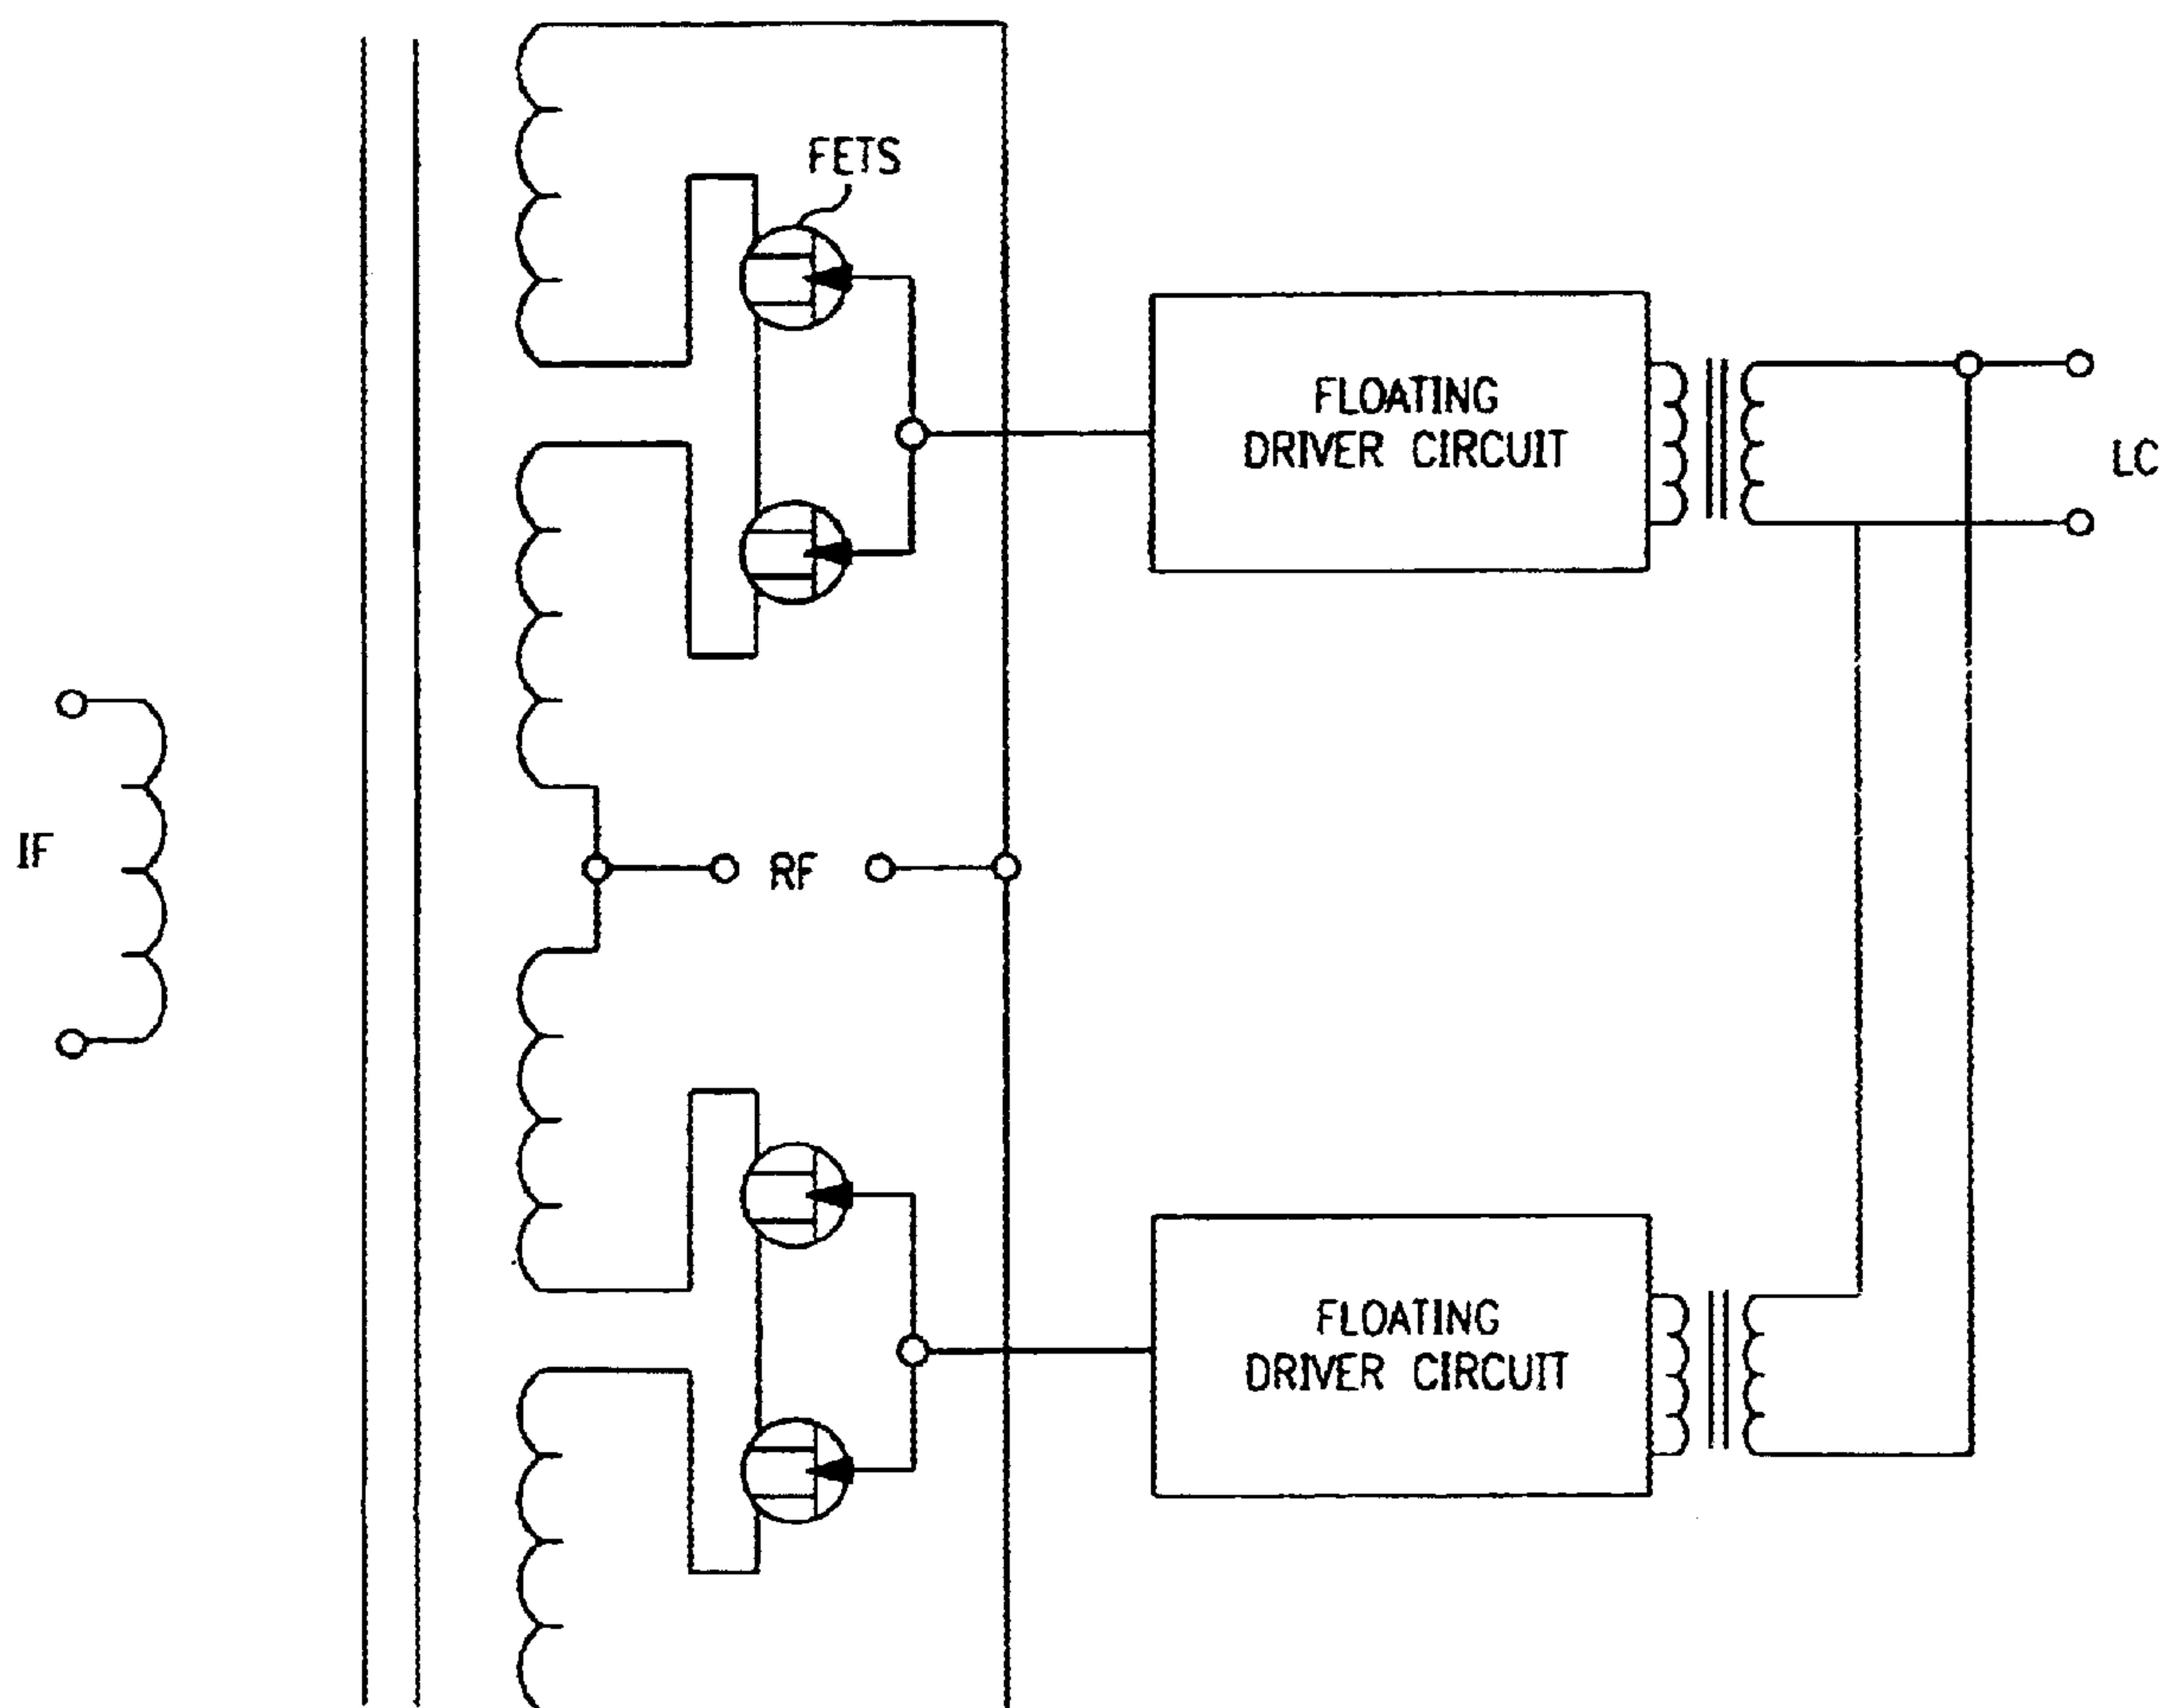 FETS
FLOATING
DRIVER CIRCUIT
LC
IF
RF
FLOATING
DRIVER CIRCUIT